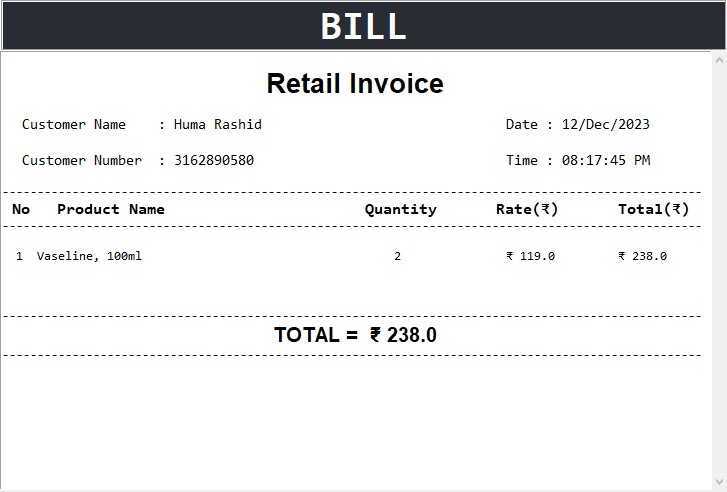 BILL
Retail Invoice
Customer Name : Huma Rashid Date : 12/Dec/2023
Customer Number : 3162890580 Time : 08:17:45 PM
No Product Name Quantity Rate(₹) Total(₹)
1 Vaseline, 100ml 2 ₹ 119.0 ₹ 238.0
TOTAL = ₹ 238.0